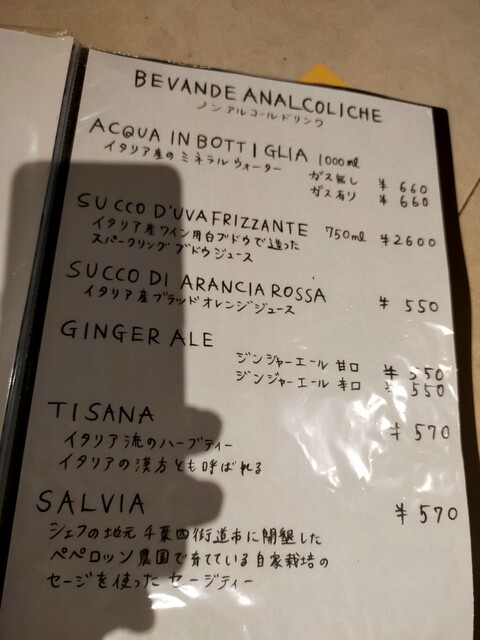 BEVANDE ANALCOLICHE
ノンアルコールドリンク
ACQUA IN BOTTIGLIA 1000ml
イタリア産のミネラルウォーター
ガス無し ¥660
ガス有り ¥660
SUCCO D'UVA FRIZZANTE 750ml ¥2600
イタリア産ワイン用白ブドウで造った
スパークリングブドウジュース
SUCCO DI ARANCIA ROSSA ¥550
イタリア産ブラッドオレンジジュース
GINGER ALE
ジンジャーエール 甘口 ¥550
ジンジャーエール 辛口 ¥550
TISANA ¥570
イタリア流のハーブティー
イタリアの漢方とも呼ばれる
SALVIA ¥570
シェフの地元 千葉四街道市に開墾した
ペペロッソ農園で育てている自家栽培の
セージを使った セージティー